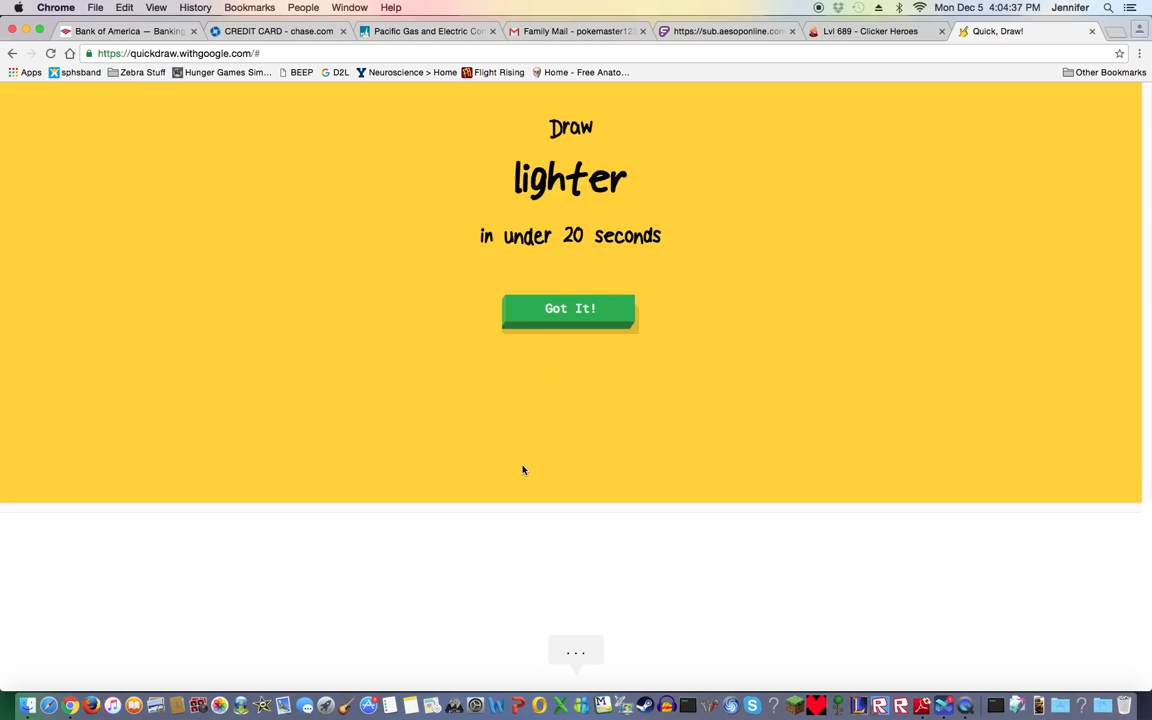 Chrome File Edit View History Bookmarks People Window Help Mon Dec 5 4:04:37 PM Jennifer
Bank of America — Banking CREDIT CARD - chase.com Pacific Gas and Electric Co Family Mail - pokemaster12 https://sub.aesoponline.com Lvl 689 - Clicker Heroes Quick, Draw!
https://quickdraw.withgoogle.com/#
Apps sphsband Zebra Stuff Hunger Games Sim... BEEP D2L Neuroscience > Home Flight Rising Home - Free Anato... Other Bookmarks
Draw
lighter
in under 20 seconds
Got It!
...